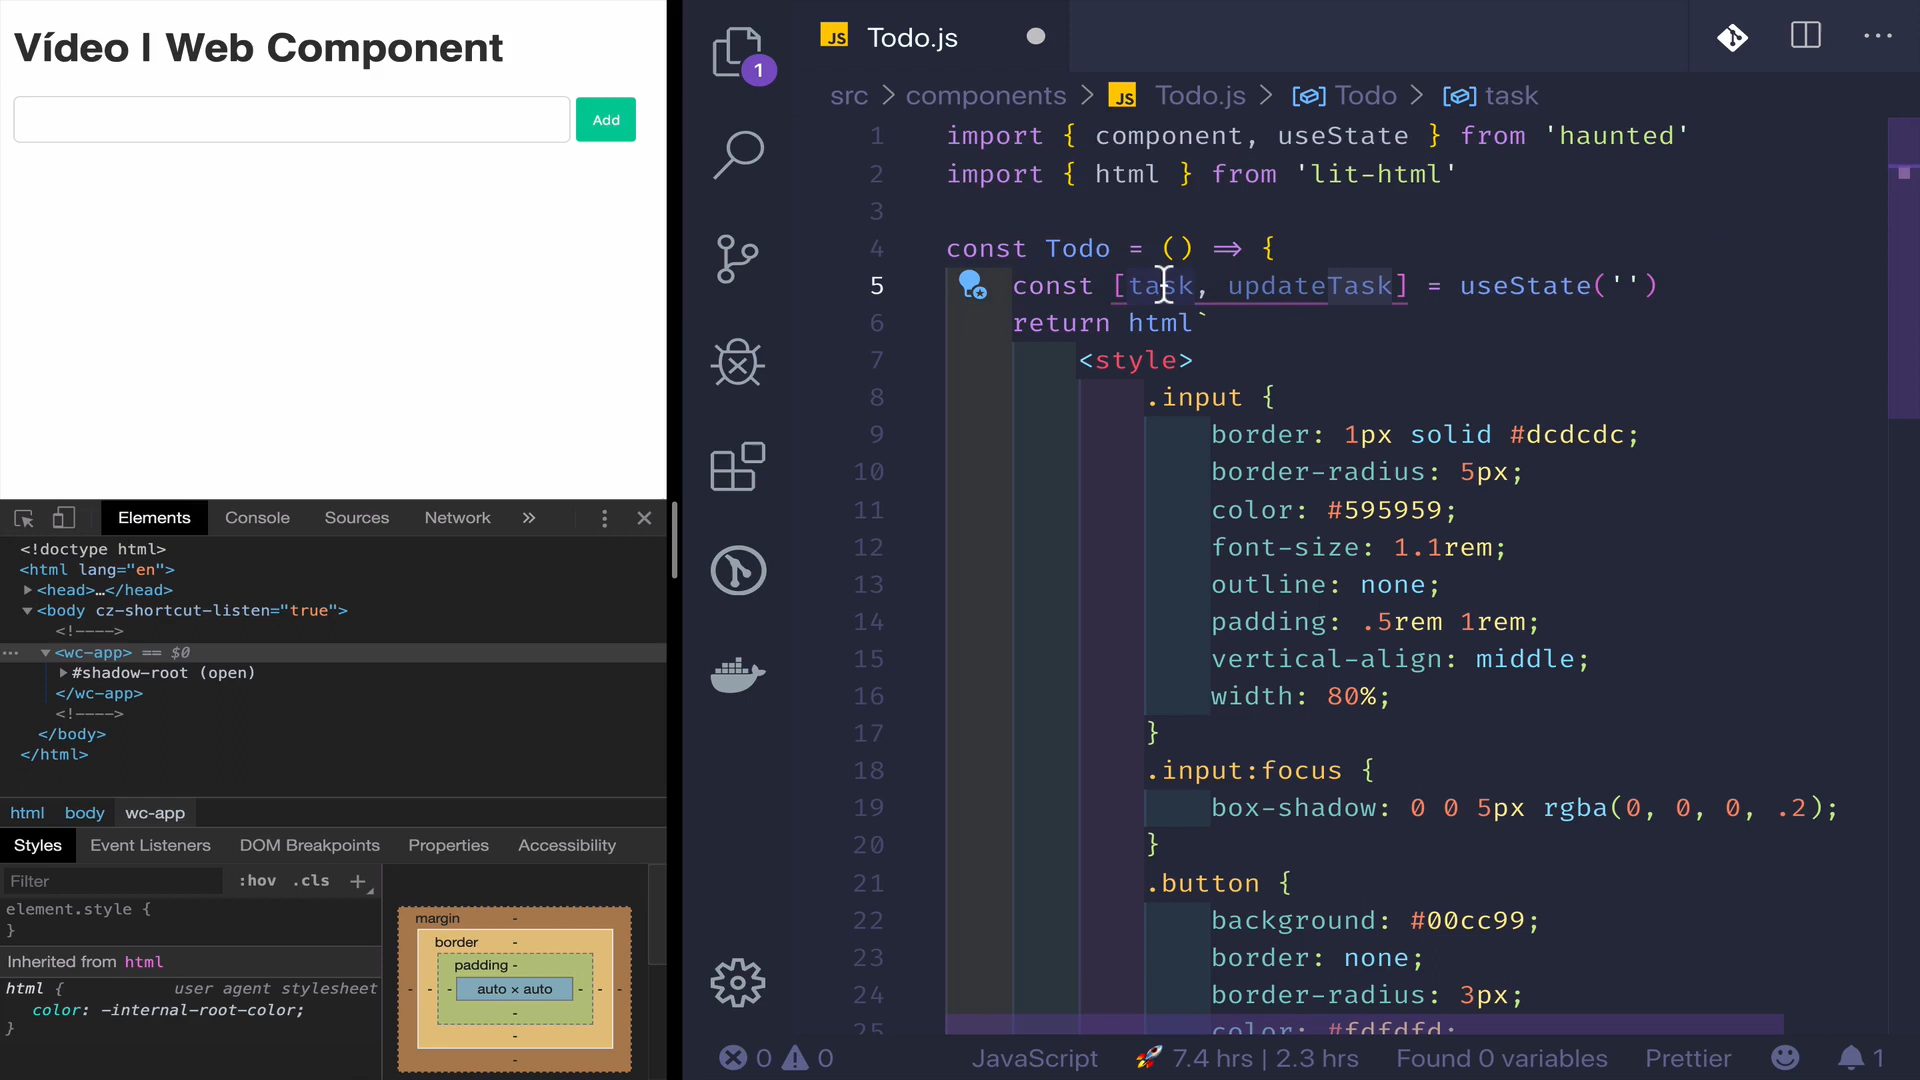 Vídeo | Web Component
Add
Elements
Console
Sources
Network
»
<!doctype html>
<html lang="en">
<head>…</head>
<body cz-shortcut-listen="true">
<!---->
<wc-app> == $0
#shadow-root (open)
</wc-app>
<!---->
</body>
</html>
html
body
wc-app
Styles
Event Listeners
DOM Breakpoints
Properties
Accessibility
Filter
:hov
.cls
+
element.style {
}
Inherited from html
html { user agent stylesheet
color: -internal-root-color;
}
margin -
border -
padding -
- - - auto × auto - - -
-
-
-
1
JS Todo.js
src > components > JS Todo.js > Todo > task
1 import { component, useState } from 'haunted'
2 import { html } from 'lit-html'
3
4 const Todo = () => {
5 const [task, updateTask] = useState('')
6 return html`
7 <style>
8 .input {
9 border: 1px solid #dcdcdc;
10 border-radius: 5px;
11 color: #595959;
12 font-size: 1.1rem;
13 outline: none;
14 padding: .5rem 1rem;
15 vertical-align: middle;
16 width: 80%;
17 }
18 .input:focus {
19 box-shadow: 0 0 5px rgba(0, 0, 0, .2);
20 }
21 .button {
22 background: #00cc99;
23 border: none;
24 border-radius: 3px;
25 color: #fdfdfd;
0 0 JavaScript 🚀 7.4 hrs | 2.3 hrs Found 0 variables Prettier 1